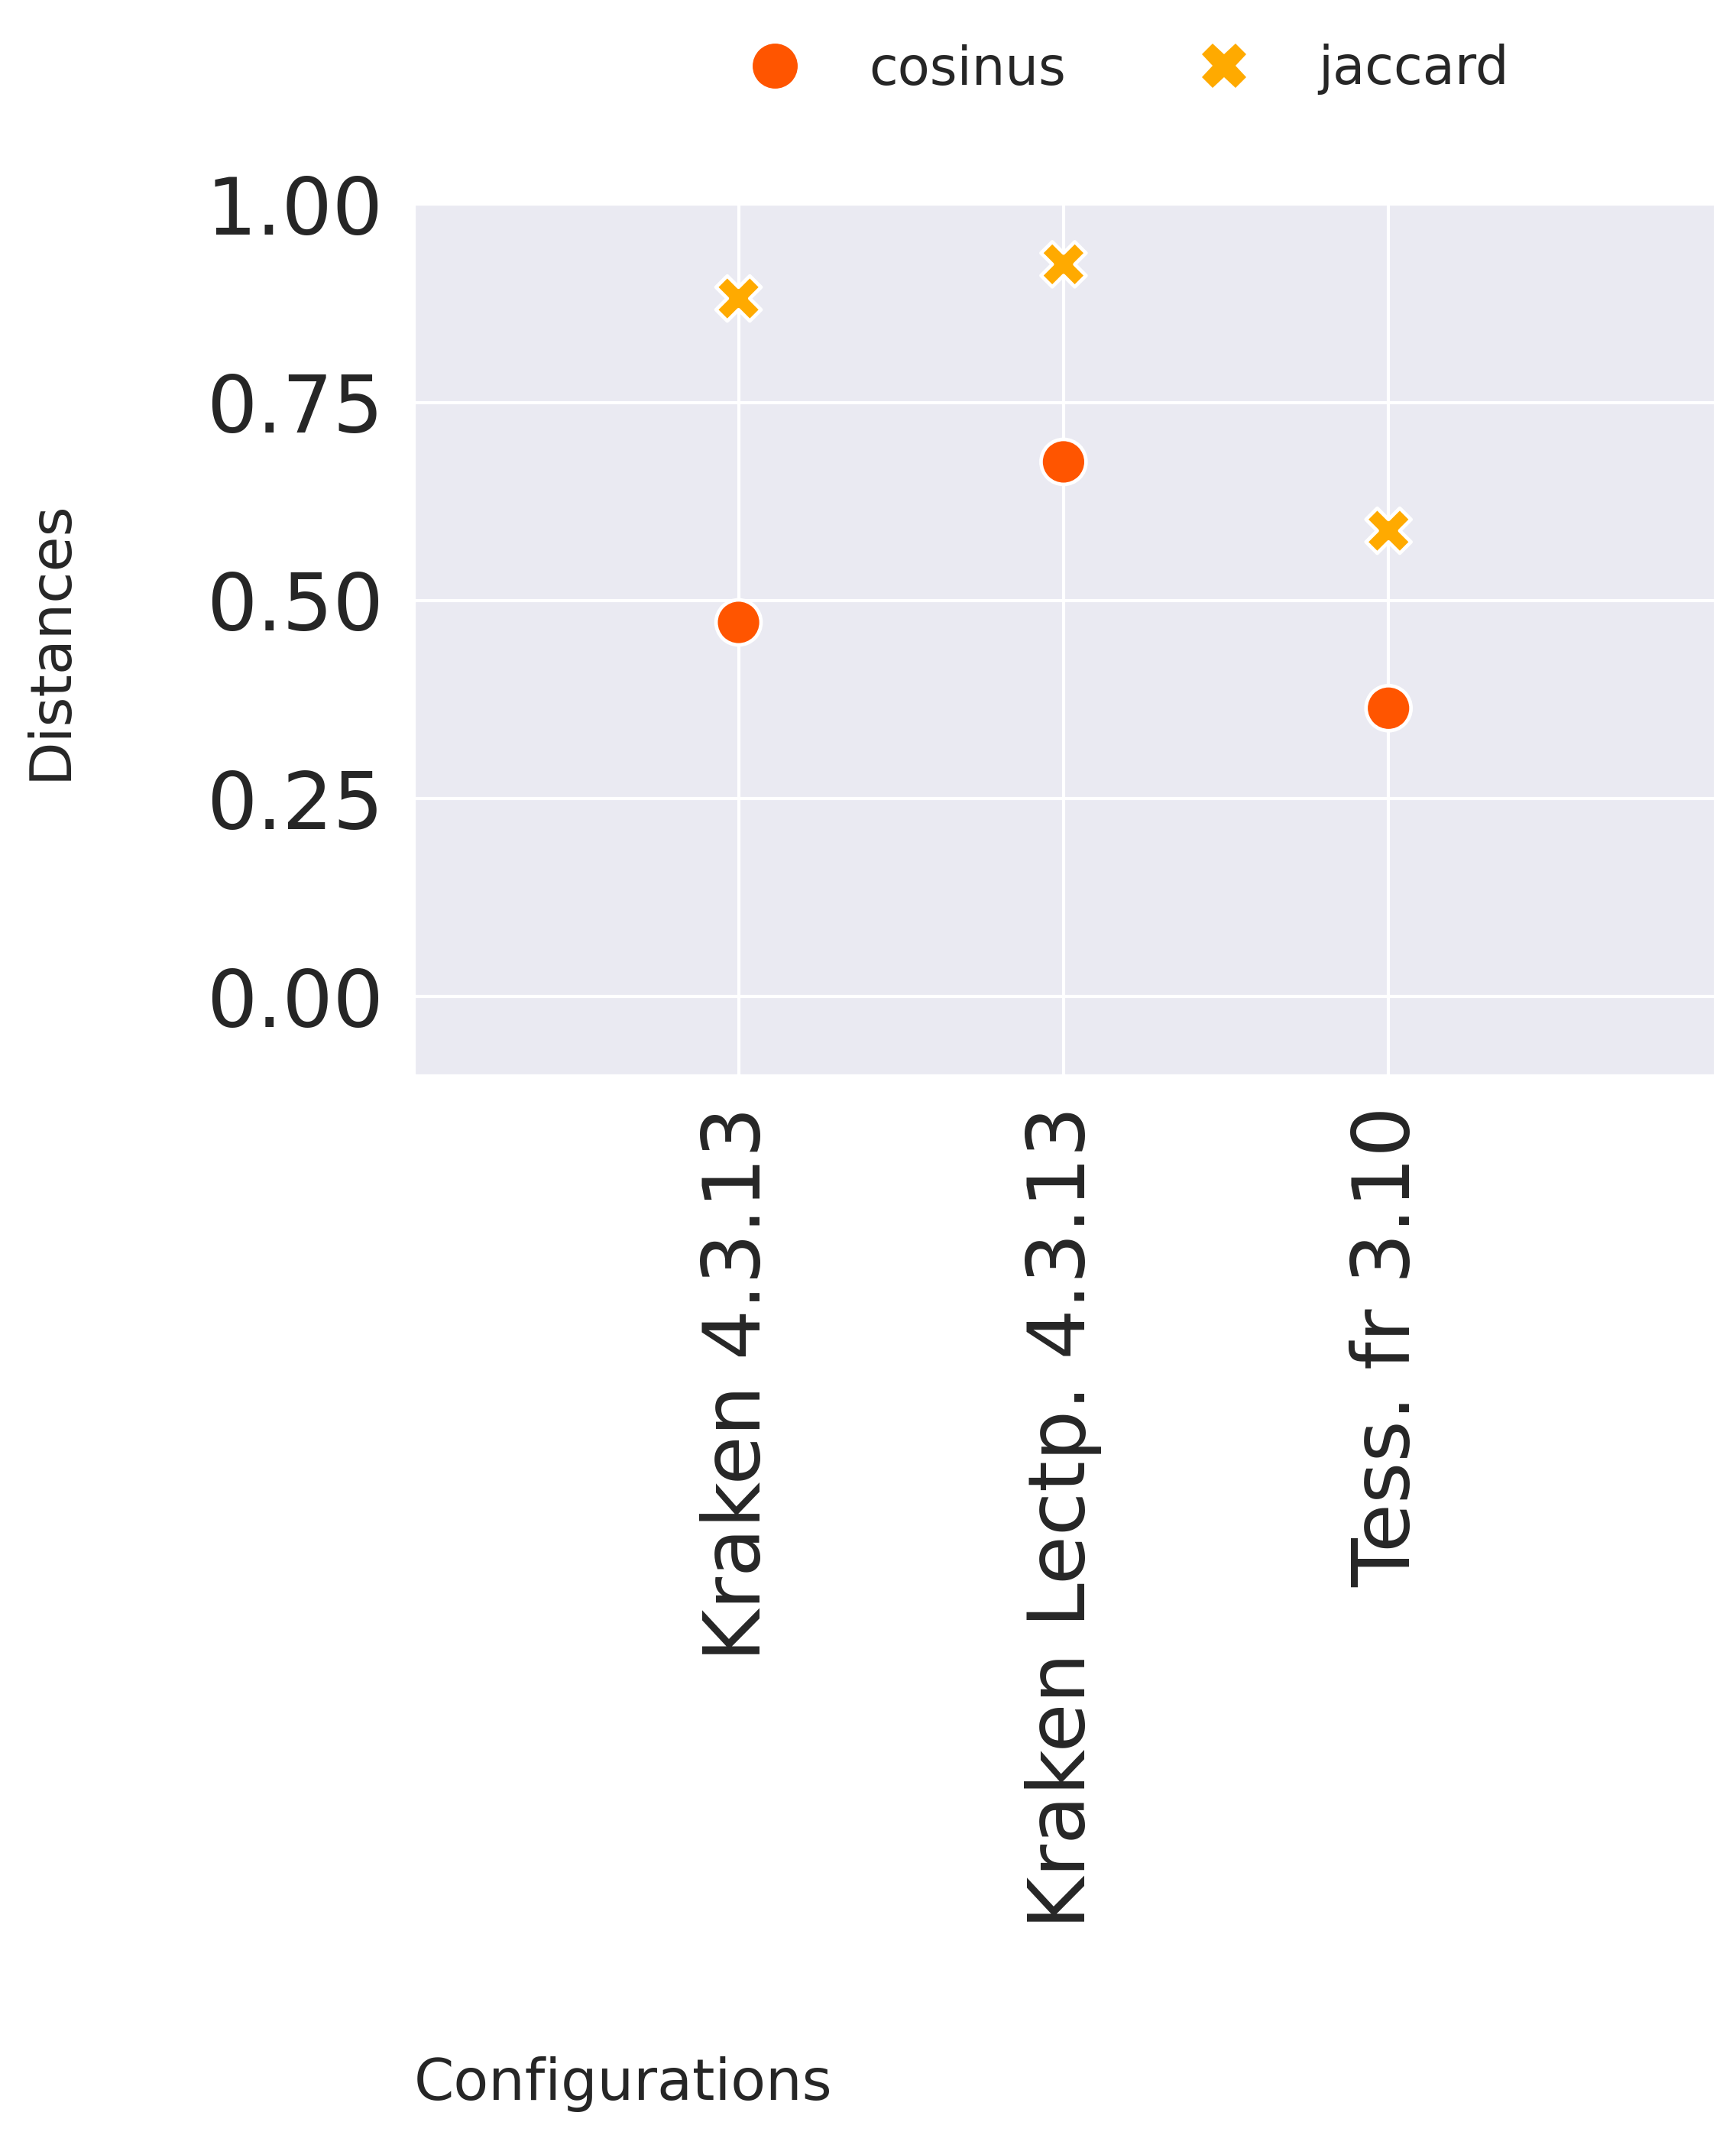 cosinus jaccard
1.00
0.75
0.50
0.25
0.00
Distances
Kraken 4.3.13
Kraken Lectp. 4.3.13
Tess. fr 3.10
Configurations